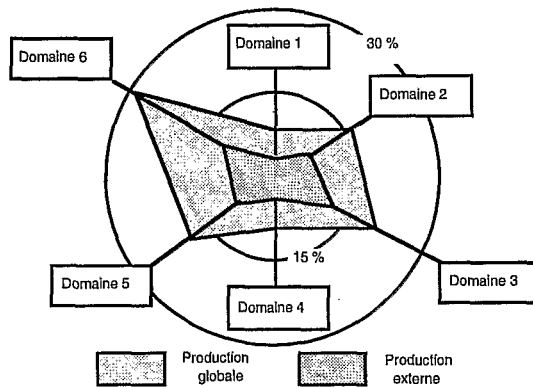 Domaine 1
30 %
Domaine 6
Domaine 2
15 %
Domaine 5
Domaine 3
Domaine 4
Production
globale
Production
externe